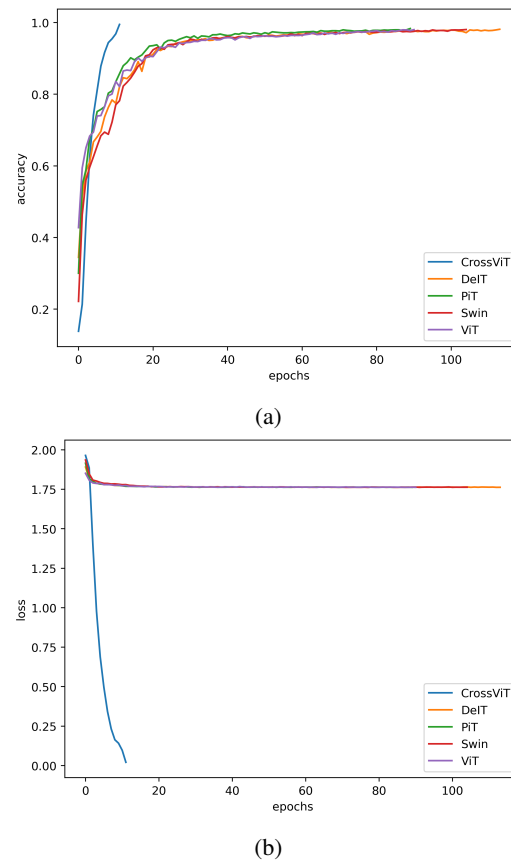 1.0
0.8
0.6
0.4
0.2
accuracy
0 20 40 60 80 100
epochs
CrossViT
DeIT
PiT
Swin
ViT
(a)
2.00
1.75
1.50
1.25
1.00
0.75
0.50
0.25
0.00
loss
0 20 40 60 80 100
epochs
CrossViT
DeIT
PiT
Swin
ViT
(b)